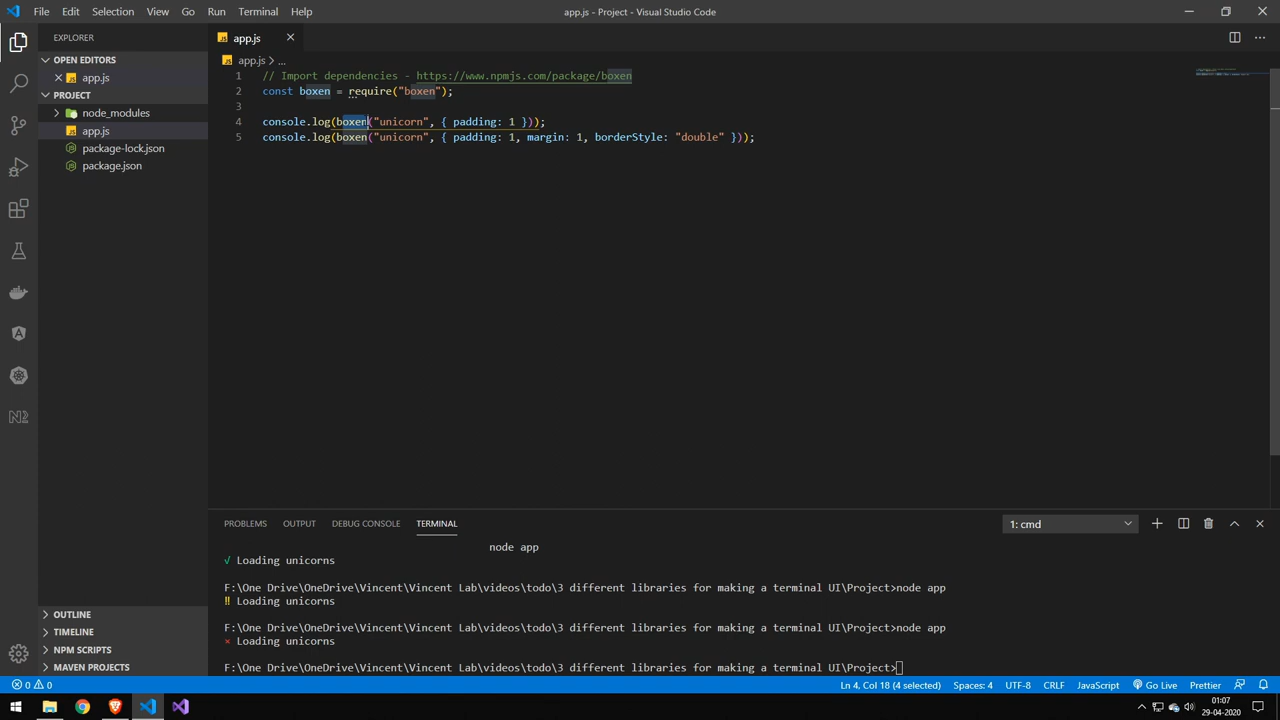 File Edit Selection View Go Run Terminal Help
app.js - Project - Visual Studio Code
EXPLORER
OPEN EDITORS
app.js
PROJECT
node_modules
app.js
package-lock.json
package.json
OUTLINE
TIMELINE
NPM SCRIPTS
MAVEN PROJECTS
N2
app.js
app.js > ...
1 // Import dependencies - https://www.npmjs.com/package/boxen
2 const boxen = require("boxen");
3
4 console.log(boxen("unicorn", { padding: 1 }));
5 console.log(boxen("unicorn", { padding: 1, margin: 1, borderStyle: "double" }));
PROBLEMS OUTPUT DEBUG CONSOLE TERMINAL
1: cmd
node app
√ Loading unicorns
F:\One Drive\OneDrive\Vincent\Vincent Lab\videos\todo\3 different libraries for making a terminal UI\Project>node app
‼ Loading unicorns
F:\One Drive\OneDrive\Vincent\Vincent Lab\videos\todo\3 different libraries for making a terminal UI\Project>node app
× Loading unicorns
F:\One Drive\OneDrive\Vincent\Vincent Lab\videos\todo\3 different libraries for making a terminal UI\Project>
0 0 Ln 4, Col 18 (4 selected) Spaces: 4 UTF-8 CRLF JavaScript Go Live Prettier
01:07
29-04-2020